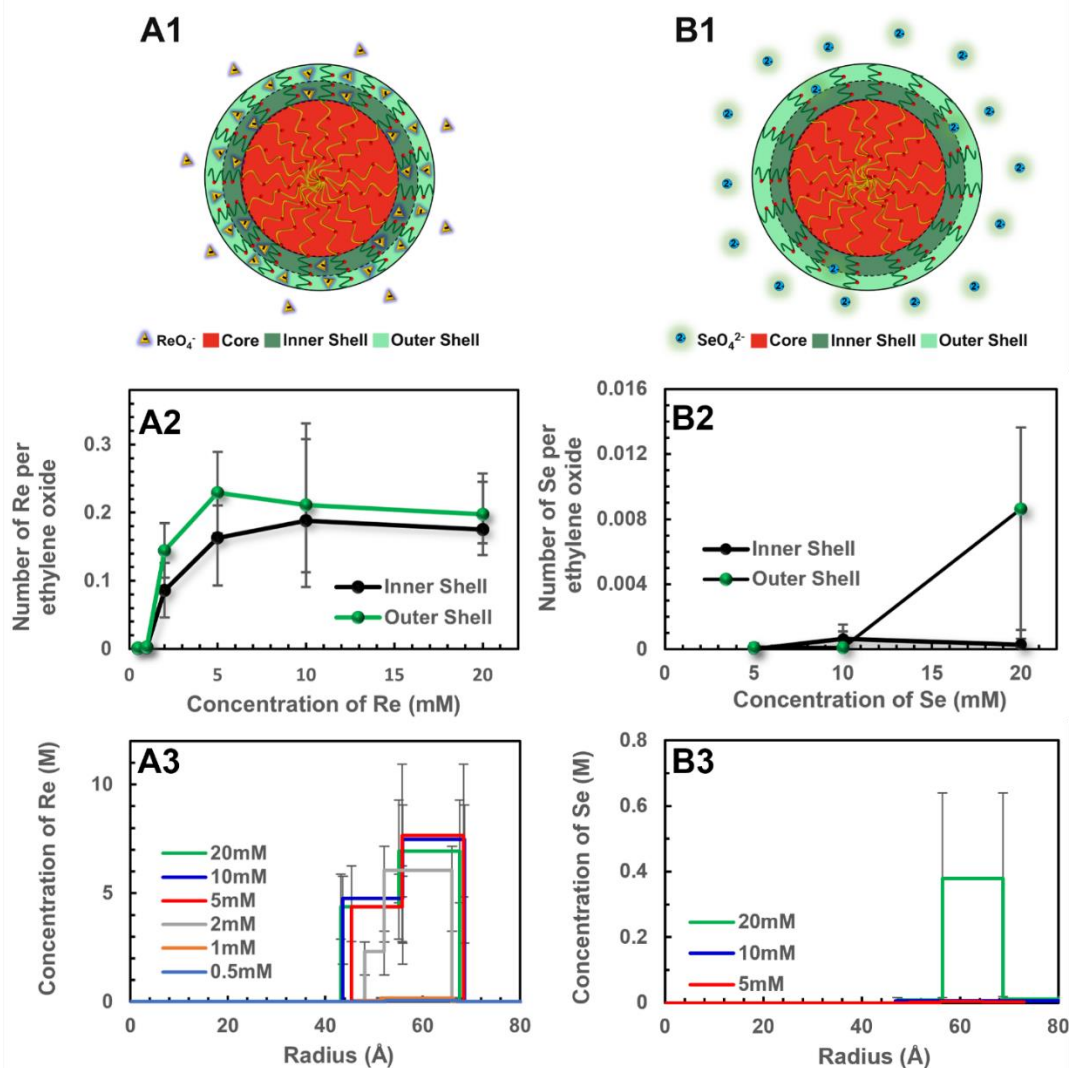 A1
B1
ReO₄⁻ Core Inner Shell Outer Shell
SeO₄²⁻ Core Inner Shell Outer Shell
A2
Number of Re per
ethylene oxide
0.3
0.2
0.1
0
Inner Shell
Outer Shell
0 5 10 15 20
Concentration of Re (mM)
B2
Number of Se per
ethylene oxide
0.016
0.012
0.008
0.004
0
Inner Shell
Outer Shell
0 5 10 15 20
Concentration of Se (mM)
A3
Concentration of Re (M)
10
5
0
20mM
10mM
5mM
2mM
1mM
0.5mM
0 20 40 60 80
Radius (Å)
B3
Concentration of Se (M)
0.8
0.6
0.4
0.2
0
20mM
10mM
5mM
0 20 40 60 80
Radius (Å)